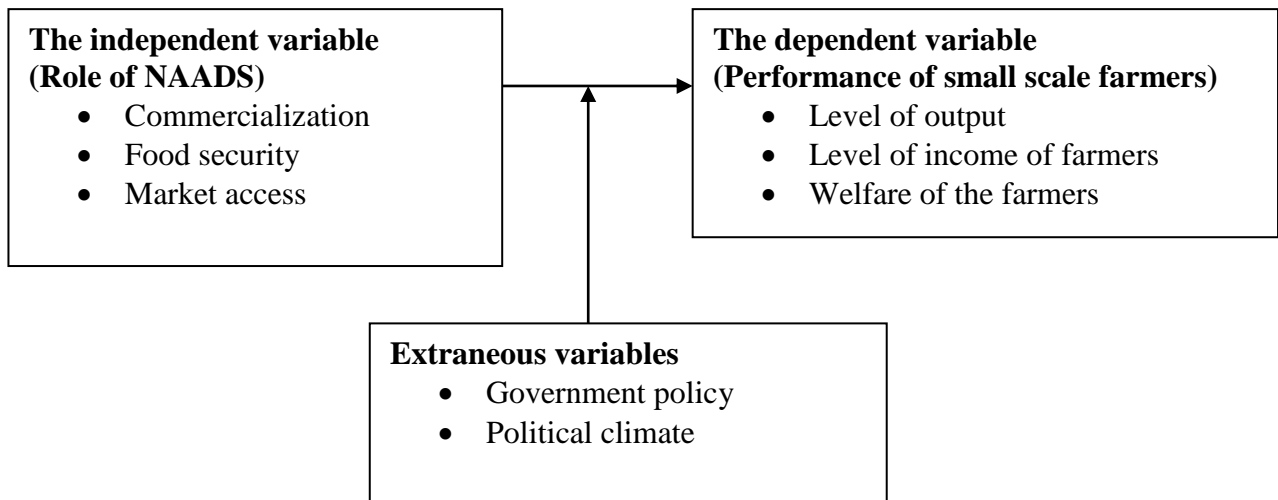 The independent variable
(Role of NAADS)
• Commercialization
• Food security
• Market access
The dependent variable
(Performance of small scale farmers)
• Level of output
• Level of income of farmers
• Welfare of the farmers
Extraneous variables
• Government policy
• Political climate